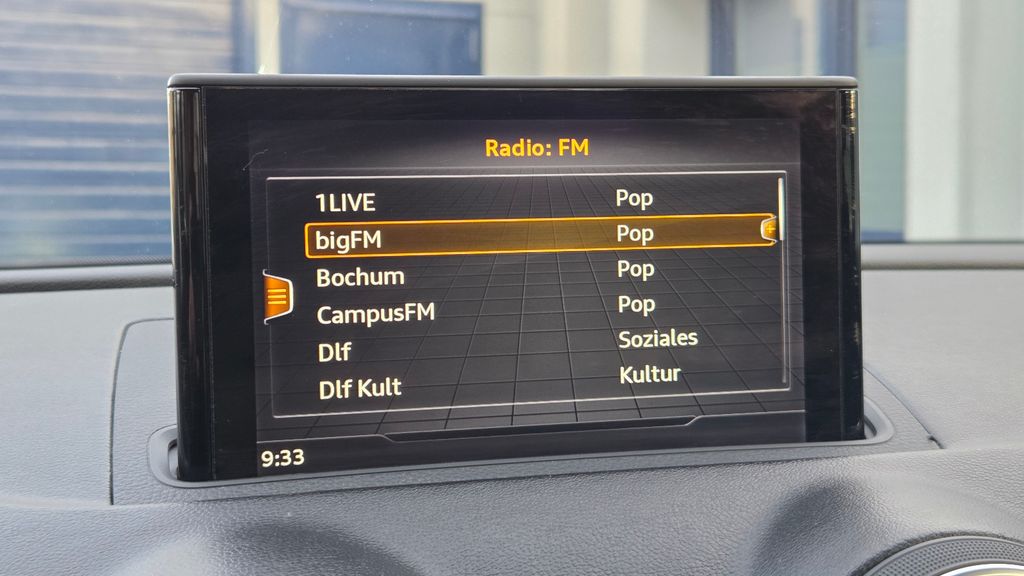 Radio: FM
1LIVE Pop
bigFM Pop
Bochum Pop
CampusFM Pop
Dlf Soziales
Dlf Kult Kultur
9:33